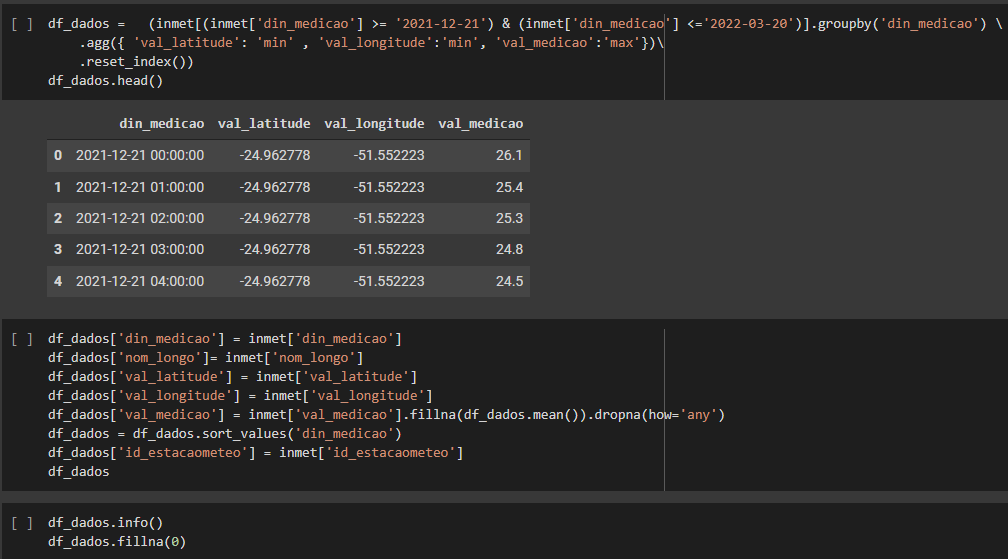 [ ] df_dados =   (inmet[(inmet['din_medicao'] >= '2021-12-21') & (inmet['din_medicao'] <='2022-03-20')].groupby('din_medicao') \
.agg({ 'val_latitude': 'min' , 'val_longitude':'min', 'val_medicao':'max'})\
.reset_index())
df_dados.head()
din_medicao val_latitude val_longitude val_medicao
0 2021-12-21 00:00:00 -24.962778 -51.552223 26.1
1 2021-12-21 01:00:00 -24.962778 -51.552223 25.4
2 2021-12-21 02:00:00 -24.962778 -51.552223 25.3
3 2021-12-21 03:00:00 -24.962778 -51.552223 24.8
4 2021-12-21 04:00:00 -24.962778 -51.552223 24.5
[ ] df_dados['din_medicao'] = inmet['din_medicao']
df_dados['nom_longo']= inmet['nom_longo']
df_dados['val_latitude'] = inmet['val_latitude']
df_dados['val_longitude'] = inmet['val_longitude']
df_dados['val_medicao'] = inmet['val_medicao'].fillna(df_dados.mean()).dropna(how='any')
df_dados = df_dados.sort_values('din_medicao')
df_dados['id_estacaometeo'] = inmet['id_estacaometeo']
df_dados
[ ] df_dados.info()
df_dados.fillna(0)